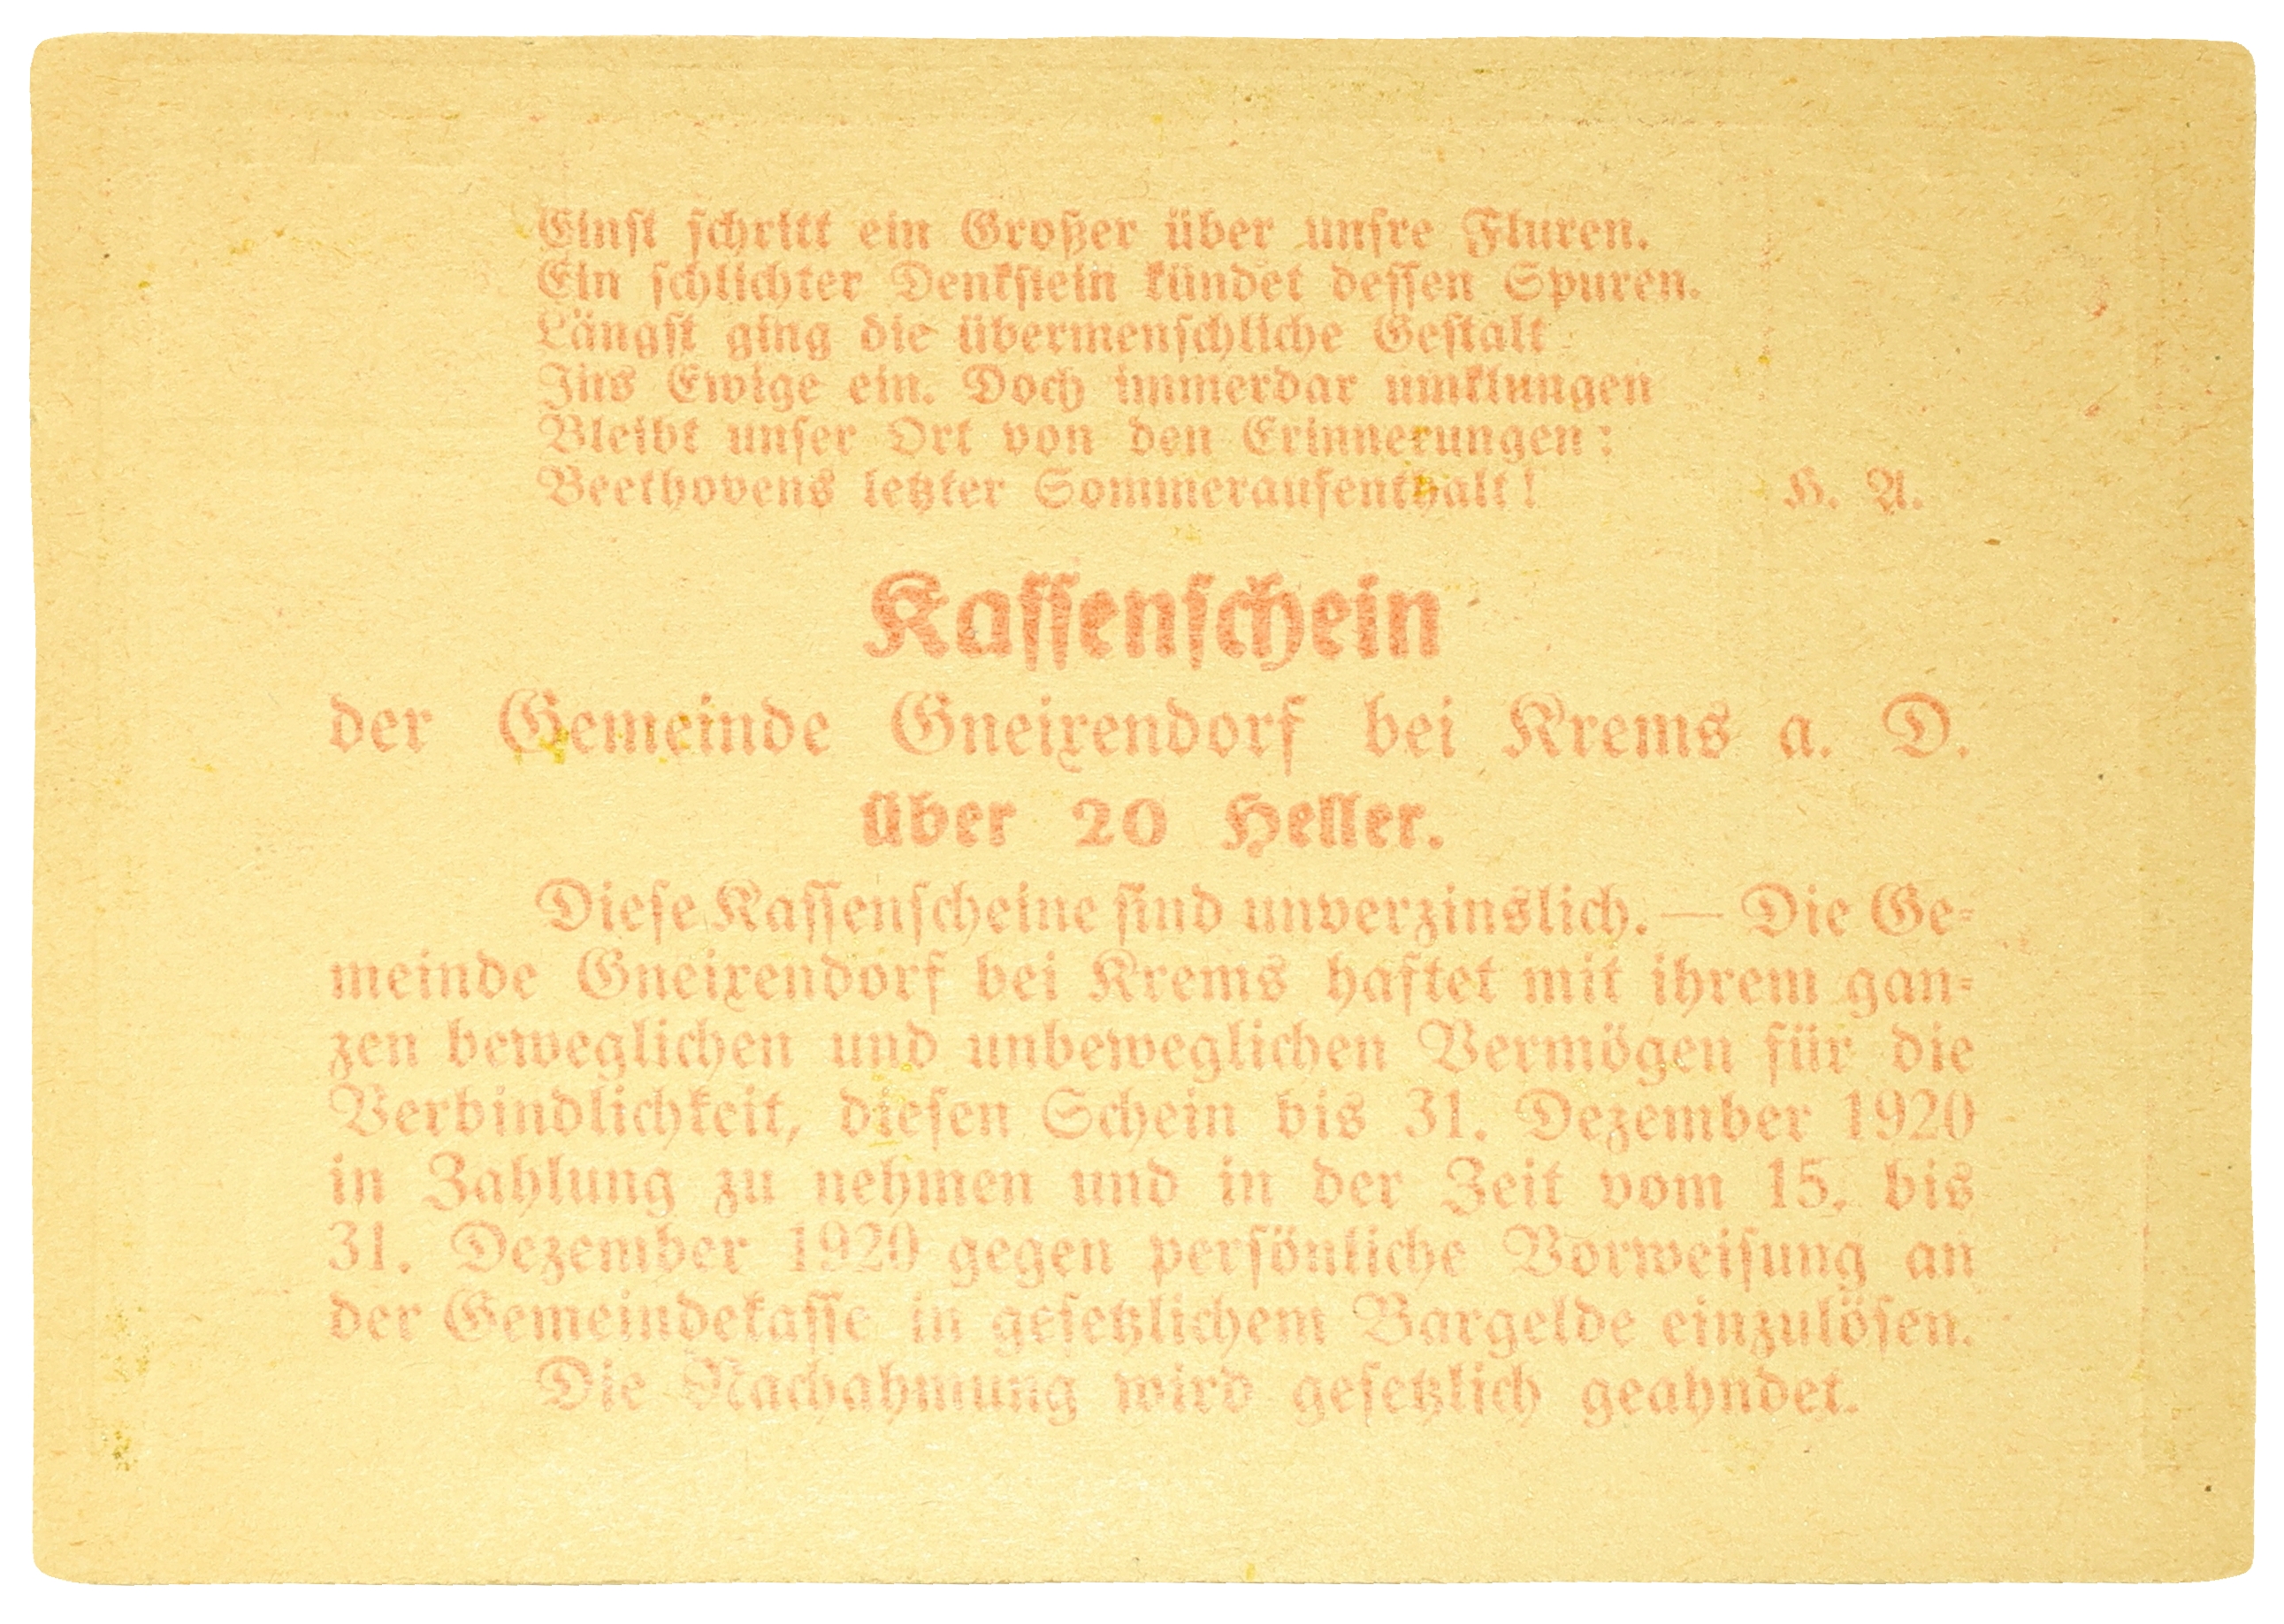 Einst schritt ein Großer über unsre Fluren.
Ein schlichter Denkstein kündet dessen Spuren.
Längst ging die übermenschliche Gestalt
Ins Ewige ein. Doch immerdar umklungen
Bleibt unser Ort von den Erinnerungen:
Beethovens letzter Sommeraufenthalt! H. A.
Kassenschein
der Gemeinde Gneixendorf bei Krems a. D.
über 20 Heller.
Diese Kassenscheine sind unverzinslich. — Die Ge-
meinde Gneixendorf bei Krems haftet mit ihrem gan-
zen beweglichen und unbeweglichen Vermögen für die
Verbindlichkeit, diesen Schein bis 31. Dezember 1920
in Zahlung zu nehmen und in der Zeit vom 15. bis
31. Dezember 1920 gegen persönliche Vorweisung an
der Gemeindekasse in gesetzlichem Bargelde einzulösen.
Die Nachahmung wird gesetzlich geahndet.